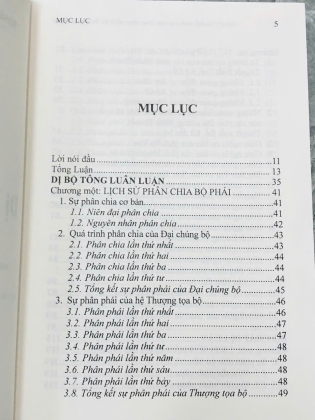 MỤC LỤC 5
MỤC LỤC
Lời nói đầu 11
Tổng Luận 13
DỊ BỘ TÔNG LUÂN LUẬN 35
Chương một: LỊCH SỬ PHÂN CHIA BỘ PHÁI 41
1. Sự phân chia cơ bản 41
1.1. Niên đại phân chia 41
1.2. Nguyên nhân phân chia 42
2. Quá trình phân chia của Đại chúng bộ 43
2.1. Phân chia lần thứ nhất 43
2.2. Phân chia lần thứ hai 44
2.3. Phân chia lần thứ ba 44
2.4. Phân chia lần thứ tư 44
2.5. Tổng kết sự phân phái của Đại chúng bộ 45
3. Sự phân phái của hệ Thượng tọa bộ 46
3.1. Phân phái lần thứ nhất 46
3.2. Phân phái lần thứ hai 47
3.3. Phân phái lần thứ ba 47
3.4. Phân phái lần thứ tư 48
3.5. Phân phái lần thứ năm 48
3.6. Phân phái lần thứ sáu 48
3.7. Phân phái lần thứ bảy 48
3.8. Tổng kết sự phân phái của Thượng tọa bộ 49